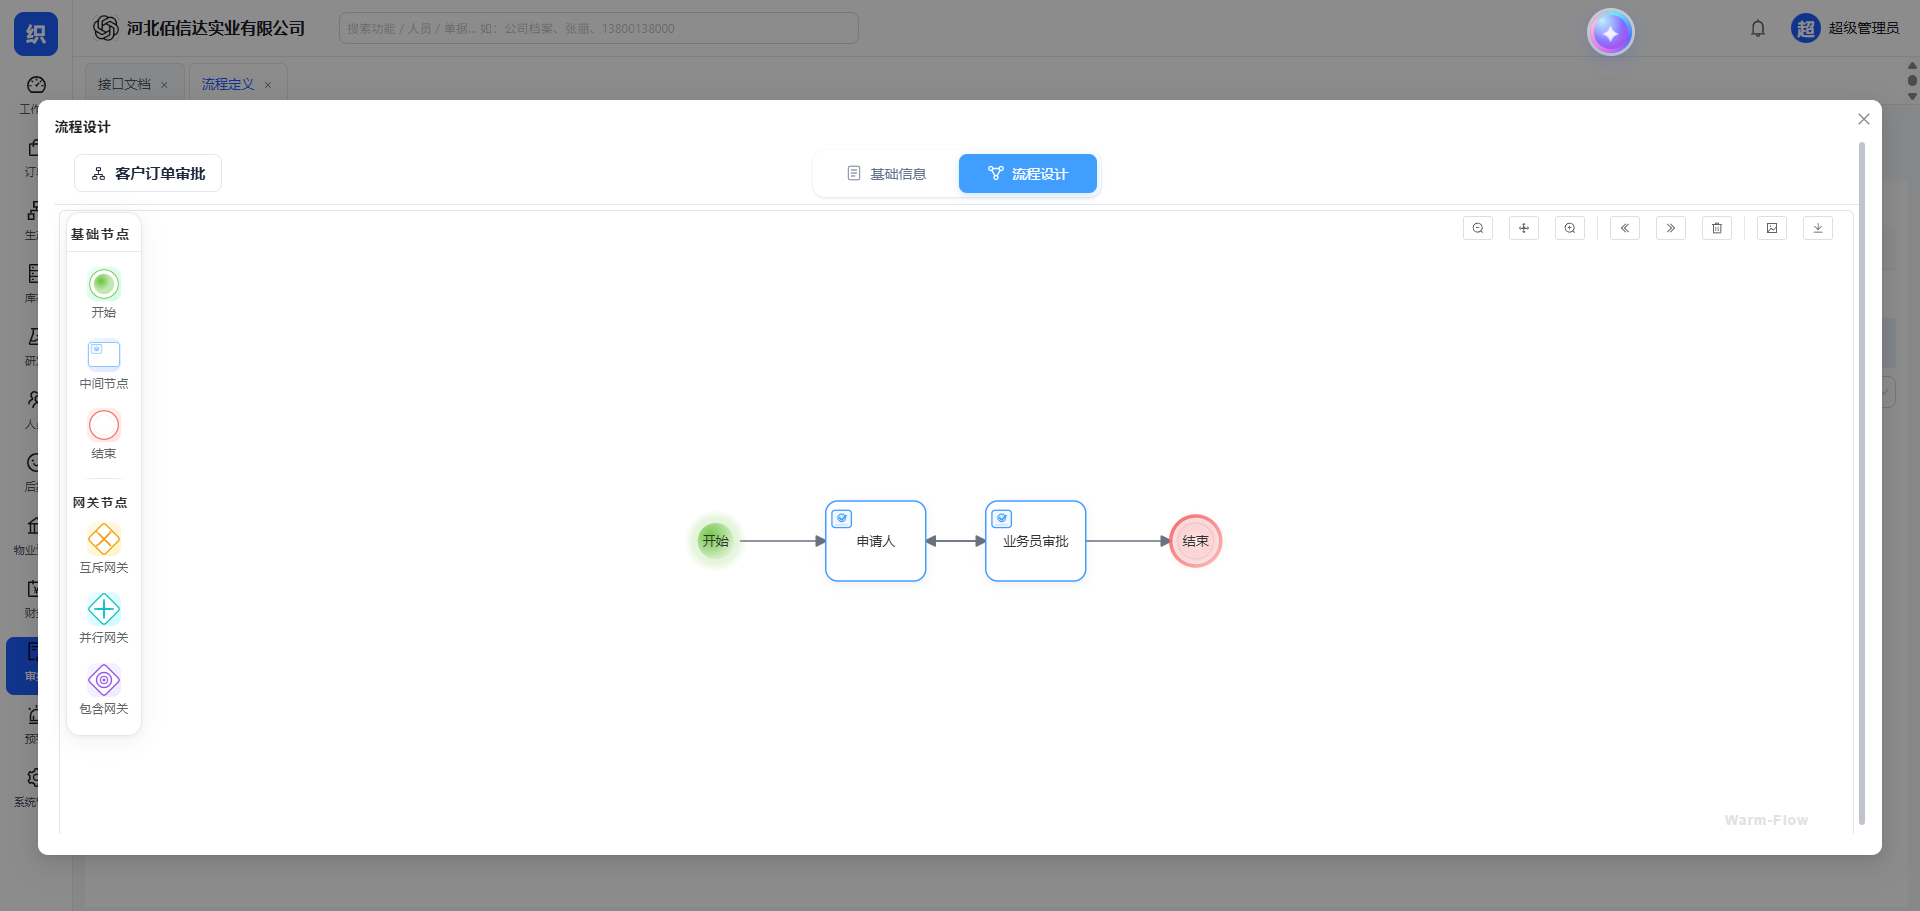 织
河北佰信达实业有限公司
搜索功能 / 人员 / 单据... 如：公司档案、张丽、13800138000
超
超级管理员
接口文档
流程定义
流程设计
客户订单审批
基础信息
流程设计
基础节点
开始
中间节点
结束
网关节点
互斥网关
并行网关
包含网关
开始
申请人
业务员审批
结束
物业
系统
Warm-Flow